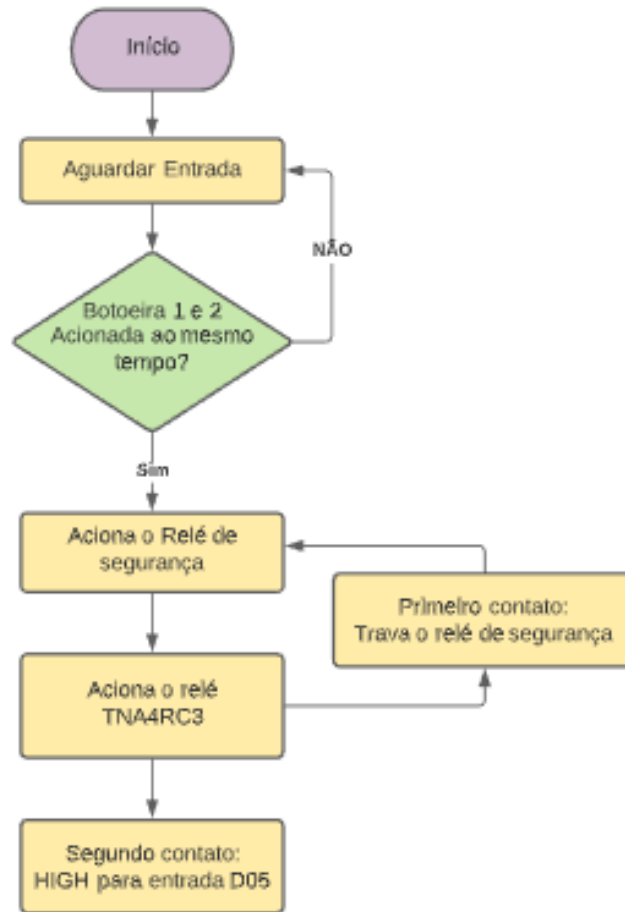 Início
Aguardar Entrada
NÃO
Botoeira 1 e 2
Acionada ao mesmo
tempo?
Sim
Aciona o Relé de
segurança
Primeiro contato:
Trava o relé de segurança
Aciona o relé
TNA4RC3
Segundo contato:
HIGH para entrada D05